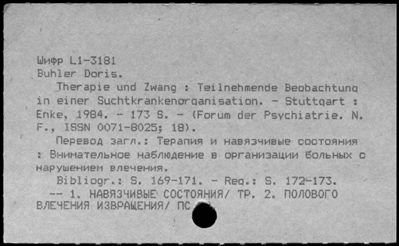 Шифр L1-3181
Buhler Doris.
Therapie und Zwang : Teilnehmende Beobachtung
in einer Suchtkrankenorganisation. - Stuttgart :
Enke, 1984. - 173 S. - (Forum der Psychiatrie. N.
F., ISSN 0071-8025; 18).
Перевод загл.: Терапия и навязчивые состояния
: Внимательное наблюдение в организации больных с
нарушением влечения.
Bibliogr.: S. 169-171. - Reg.: S. 172-173.
-- 1. НАВЯЗЧИВЫЕ СОСТОЯНИЯ/ ТР. 2. ПОЛОВОГО
ВЛЕЧЕНИЯ ИЗВРАЩЕНИЯ/ ПС